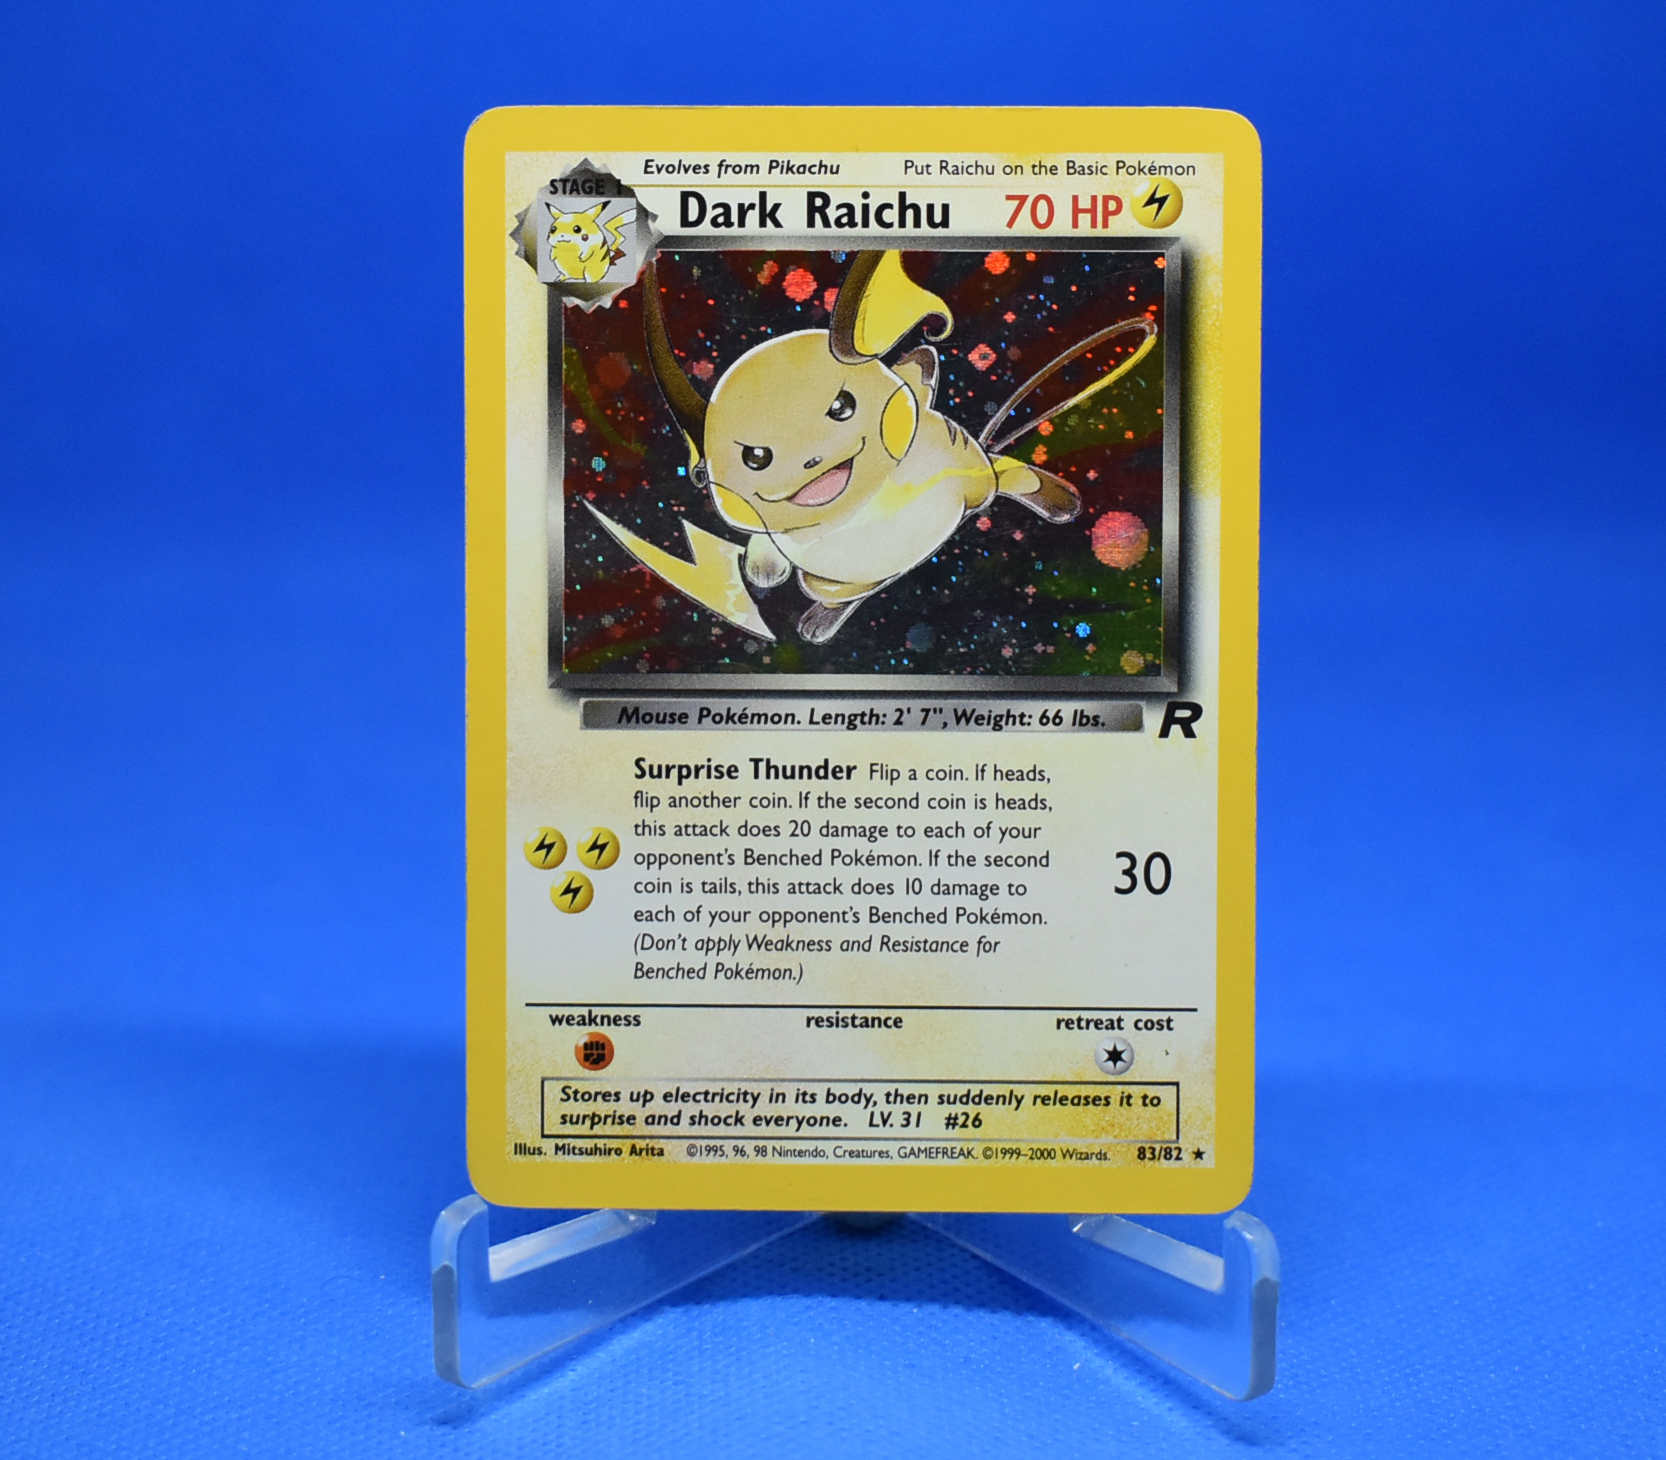 Evolves from Pikachu Put Raichu on the Basic Pokémon
STAGE 1
Dark Raichu 70 HP
Mouse Pokémon. Length: 2' 7", Weight: 66 lbs.
R
Surprise Thunder Flip a coin. If heads,
flip another coin. If the second coin is heads,
this attack does 20 damage to each of your
opponent's Benched Pokémon. If the second
coin is tails, this attack does 10 damage to
each of your opponent's Benched Pokémon.
(Don't apply Weakness and Resistance for
Benched Pokémon.)
30
weakness resistance retreat cost
Stores up electricity in its body, then suddenly releases it to
surprise and shock everyone. LV. 31 #26
Illus. Mitsuhiro Arita ©1995, 96, 98 Nintendo, Creatures, GAMEFREAK. ©1999–2000 Wizards. 83/82 ★